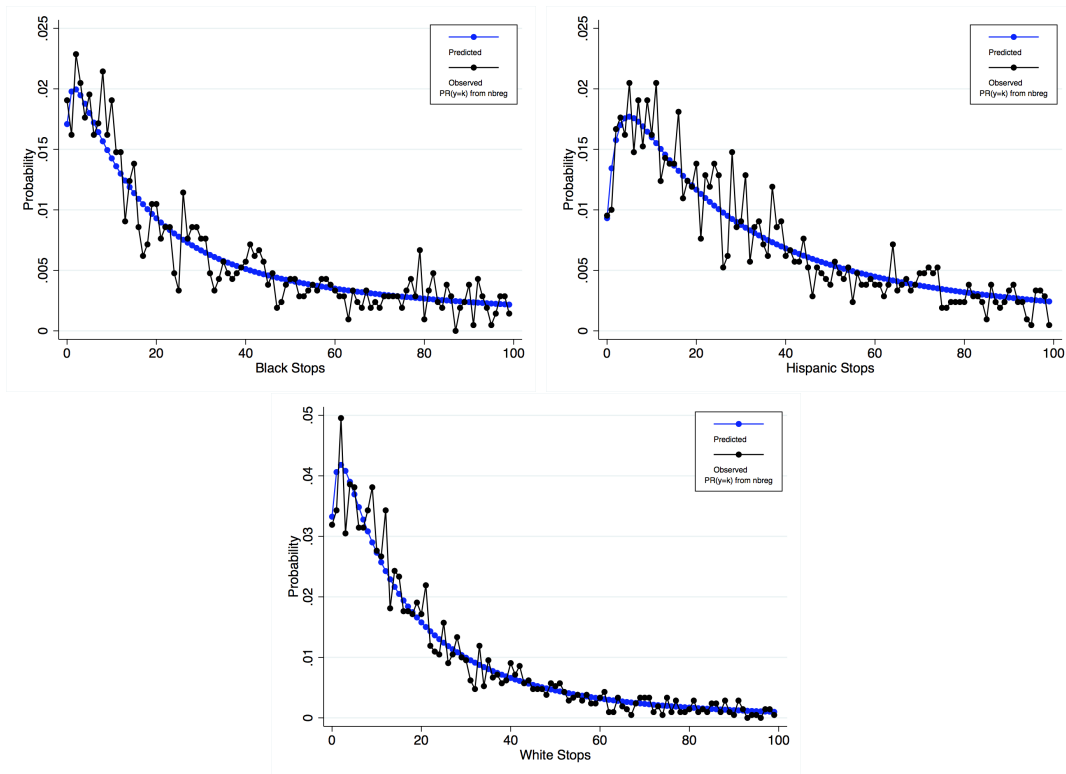 .025
.02
.015
.01
.005
0
Probability
0 20 40 60 80 100
Black Stops
Predicted
Observed
PR(y=k) from nbreg
.025
.02
.015
.01
.005
0
Probability
0 20 40 60 80 100
Hispanic Stops
Predicted
Observed
PR(y=k) from nbreg
.05
.04
.03
.02
.01
0
Probability
0 20 40 60 80 100
White Stops
Predicted
Observed
PR(y=k) from nbreg